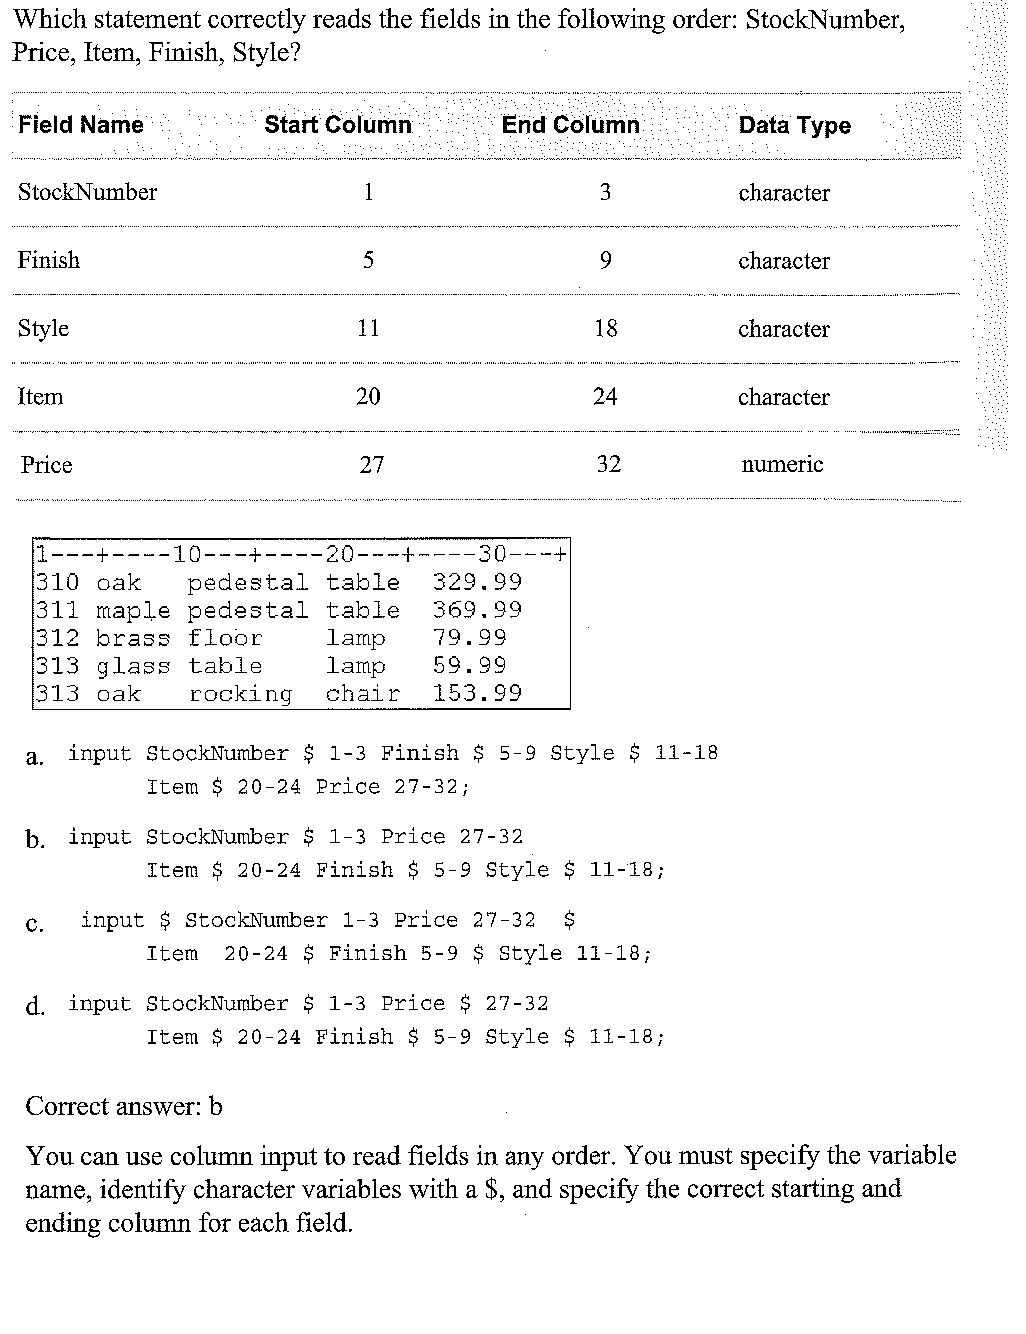 Which statement correctly reads the fields in the following order: StockNumber,
Price, Item, Finish, Style?
Field Name Start Column End Column Data Type
StockNumber 1 3 character
Finish 5 9 character
Style 11 18 character
Item 20 24 character
Price 27 32 numeric
1---+----10---+----20---+----30---+
310 oak   pedestal table  329.99
311 maple pedestal table  369.99
312 brass floor    lamp   79.99
313 glass table    lamp   59.99
313 oak   rocking  chair  153.99
a. input StockNumber $ 1-3 Finish $ 5-9 Style $ 11-18
Item $ 20-24 Price 27-32;
b. input StockNumber $ 1-3 Price 27-32
Item $ 20-24 Finish $ 5-9 Style $ 11-18;
c. input $ StockNumber 1-3 Price 27-32  $
Item  20-24 $ Finish 5-9 $ Style 11-18;
d. input StockNumber $ 1-3 Price $ 27-32
Item $ 20-24 Finish $ 5-9 Style $ 11-18;
Correct answer: b
You can use column input to read fields in any order. You must specify the variable
name, identify character variables with a $, and specify the correct starting and
ending column for each field.